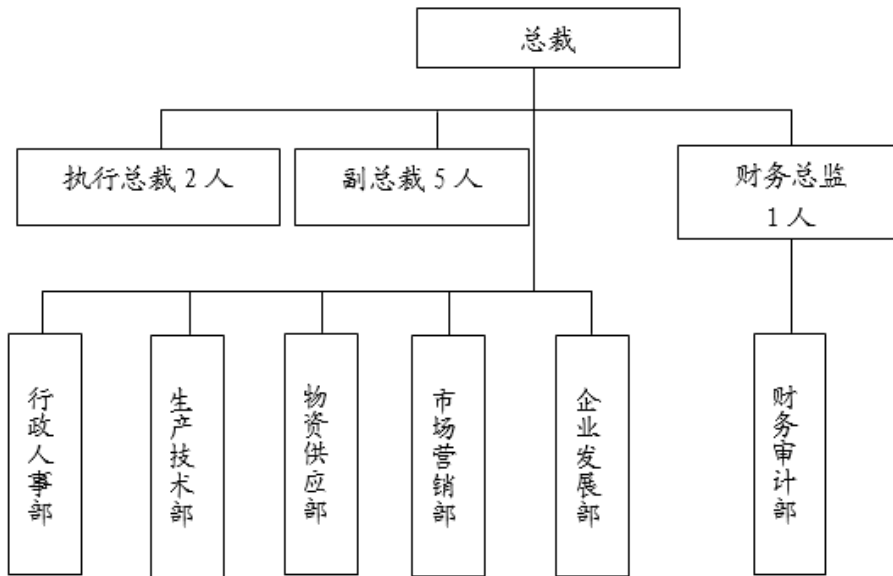 总裁
执行总裁 2 人
副总裁 5 人
财务总监
1 人
行政人事部
生产技术部
物资供应部
市场营销部
企业发展部
财务审计部